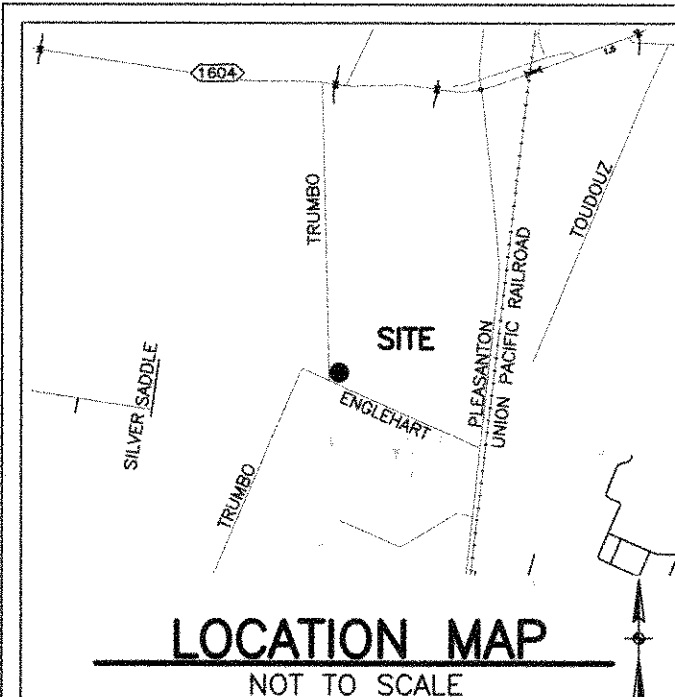 1604
TRUMBO
TOUDOUZ
SITE
PLEASANTON
UNION PACIFIC RAILROAD
SILVER SADDLE
ENGLEHART
TRUMBO
LOCATION MAP
NOT TO SCALE